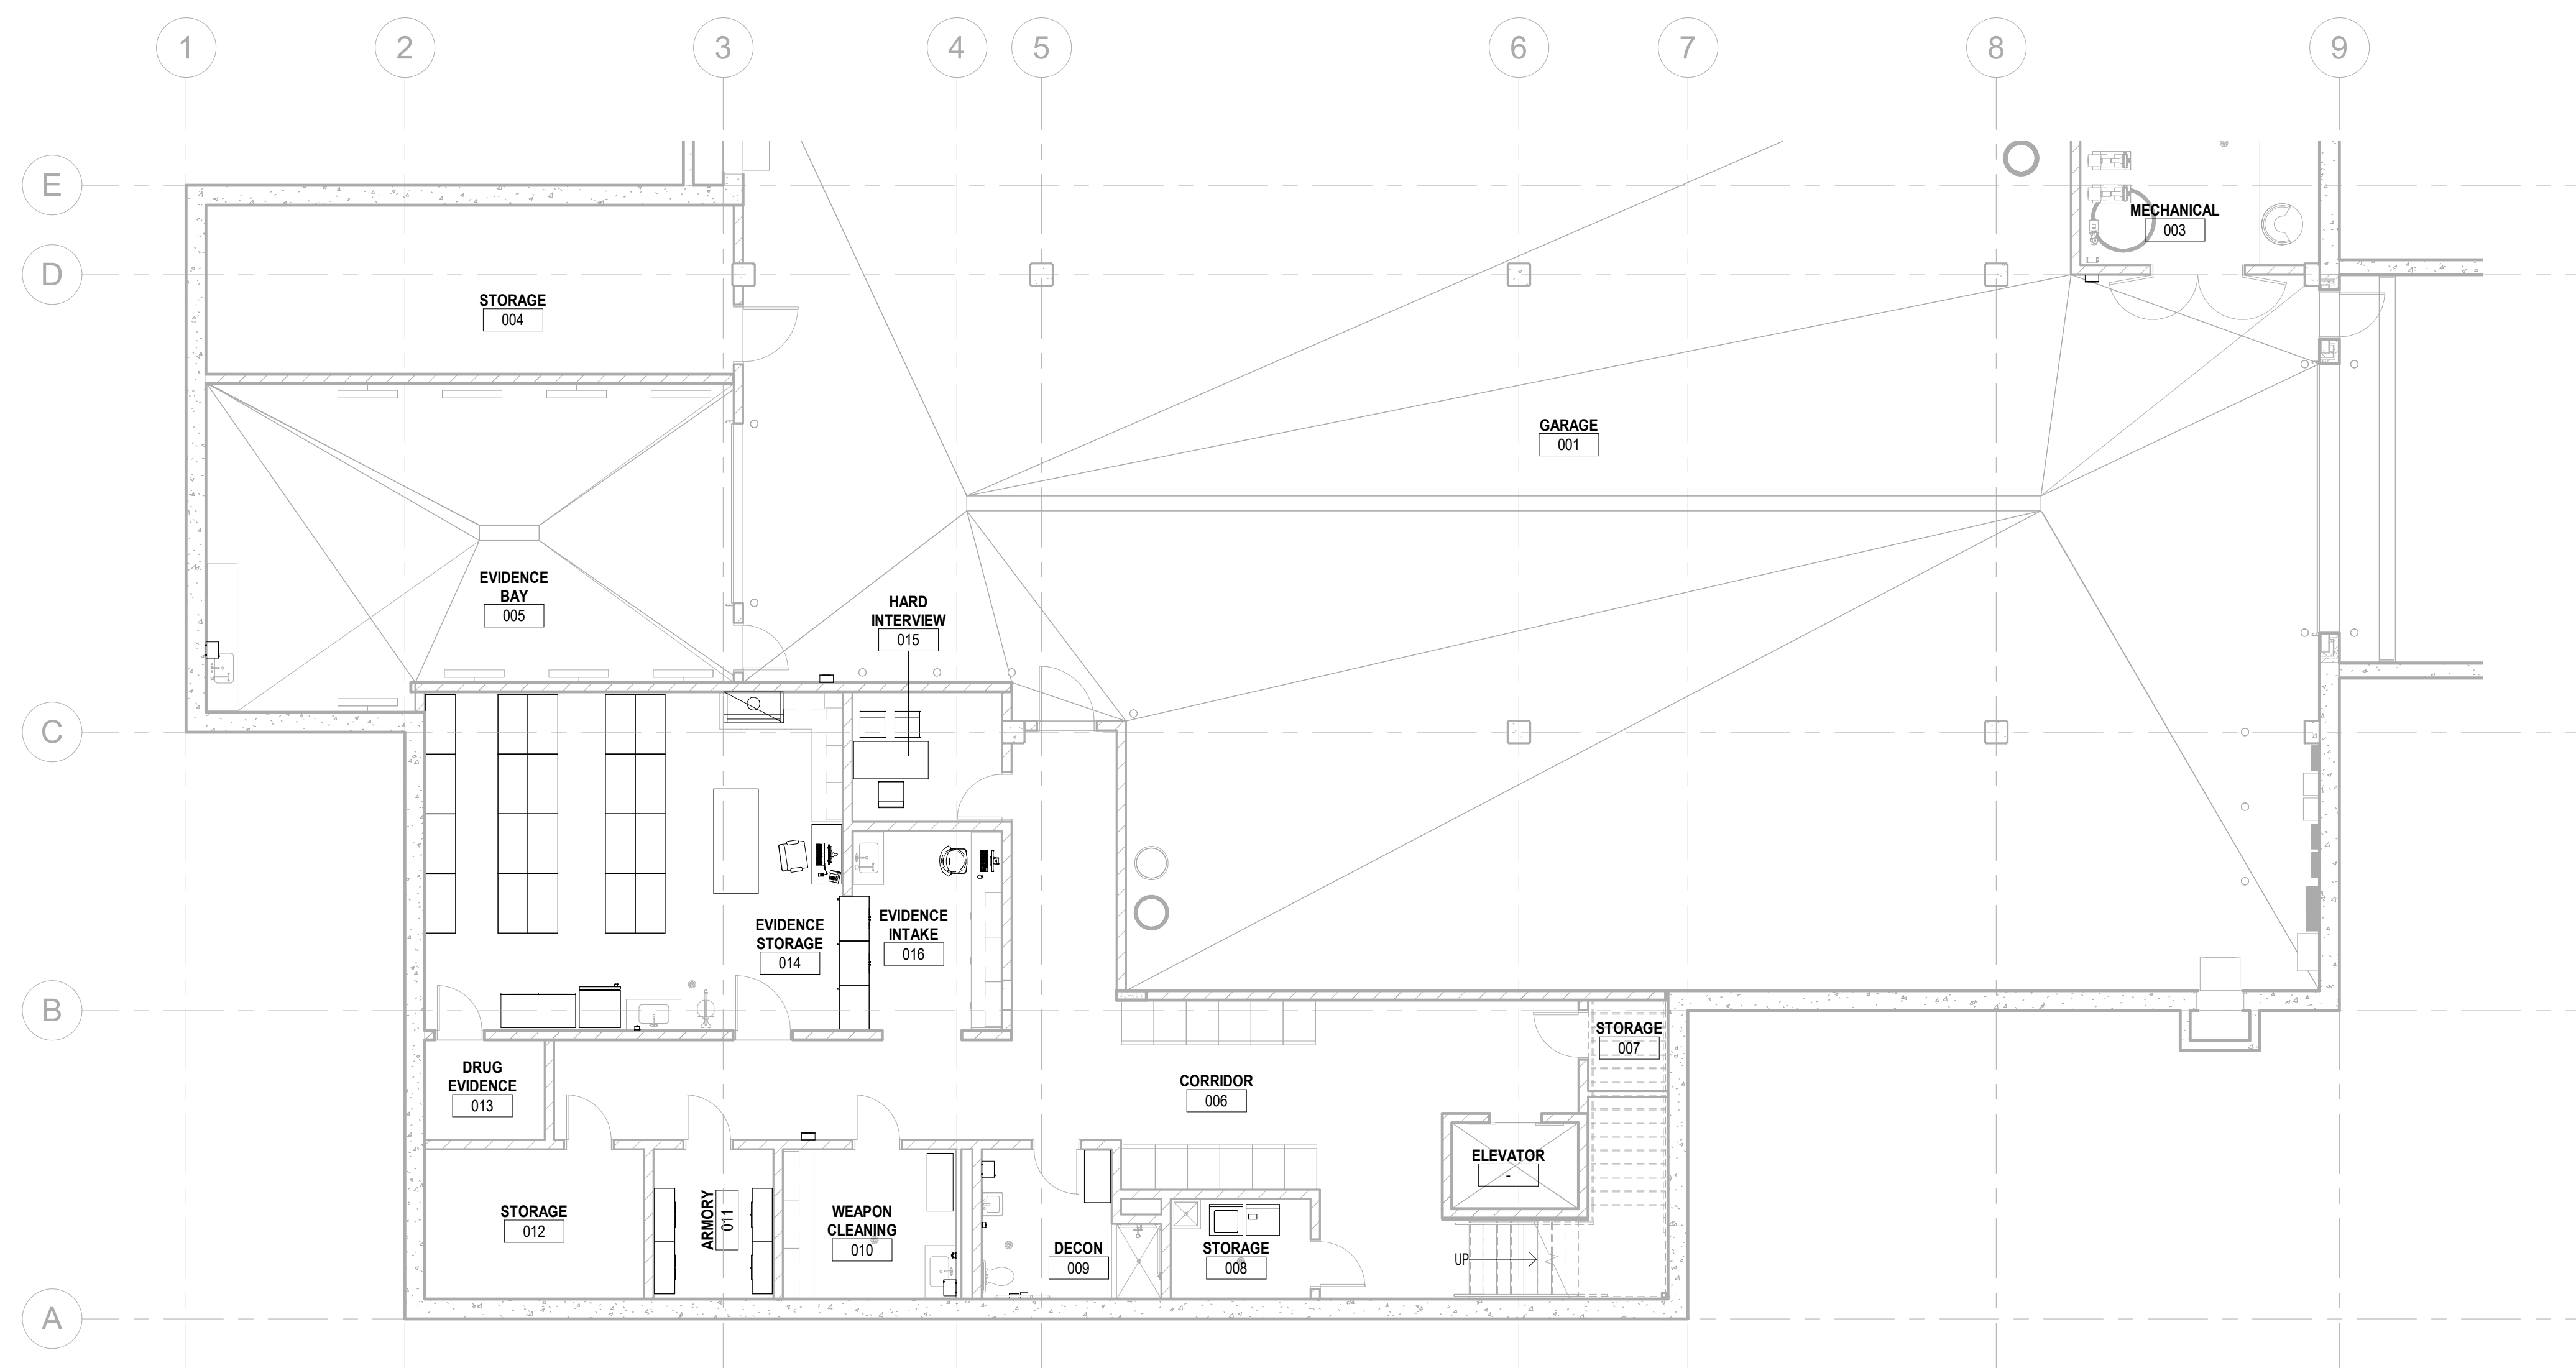 1
2
3
4
5
6
7
8
9
E
D
C
B
A
MECHANICAL
003
STORAGE
004
GARAGE
001
EVIDENCE
BAY
005
HARD
INTERVIEW
015
EVIDENCE
STORAGE
014
EVIDENCE
INTAKE
016
STORAGE
007
DRUG
EVIDENCE
013
CORRIDOR
006
ELEVATOR
-
STORAGE
012
ARMORY
011
WEAPON
CLEANING
010
DECON
009
STORAGE
008
UP